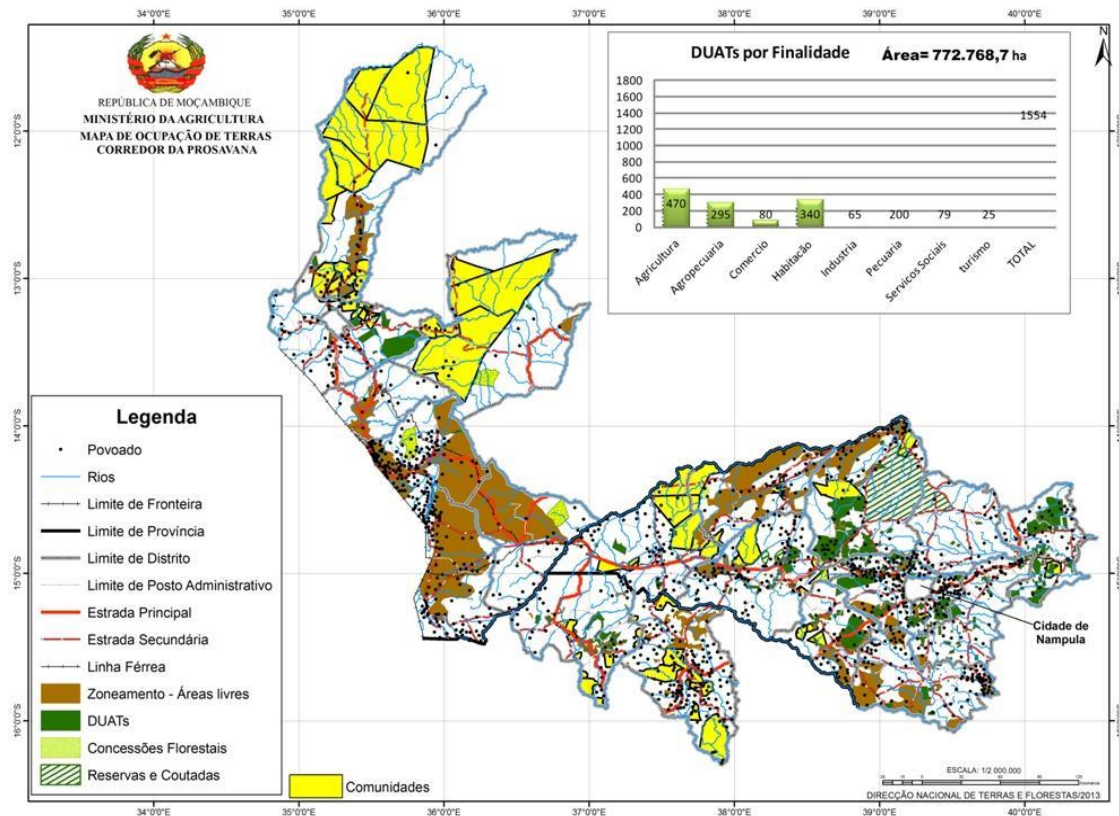 34°0'0"E 35°0'0"E 36°0'0"E 37°0'0"E 38°0'0"E 39°0'0"E 40°0'0"E
N
REPÚBLICA DE MOÇAMBIQUE
MINISTÉRIO DA AGRICULTURA
MAPA DE OCUPAÇÃO DE TERRAS
CORREDOR DA PROSAVANA
DUATs por Finalidade Área= 772.768,7 ha
1800
1600
1400
1200
1000
800
600
400
200
0
470 295 80 340 65 200 79 25 1554
Agricultura Agropecuaria Comercio Habitacão Industria Pecuaria Servicos Sociais turismo TOTAL
12°0'0"S
13°0'0"S
14°0'0"S
15°0'0"S
16°0'0"S
Legenda
Povoado
Rios
Limite de Fronteira
Limite de Província
Limite de Distrito
Limite de Posto Administrativo
Estrada Principal
Estrada Secundária
Linha Férrea
Zoneamento - Áreas livres
DUATs
Concessões Florestais
Reservas e Coutadas
Comunidades
Cidade de
Nampula
ESCALA: 1/2 000.000
DIRECÇÃO NACIONAL DE TERRAS E FLORESTAS/2013
34°0'0"E 35°0'0"E 36°0'0"E 37°0'0"E 38°0'0"E 39°0'0"E 40°0'0"E